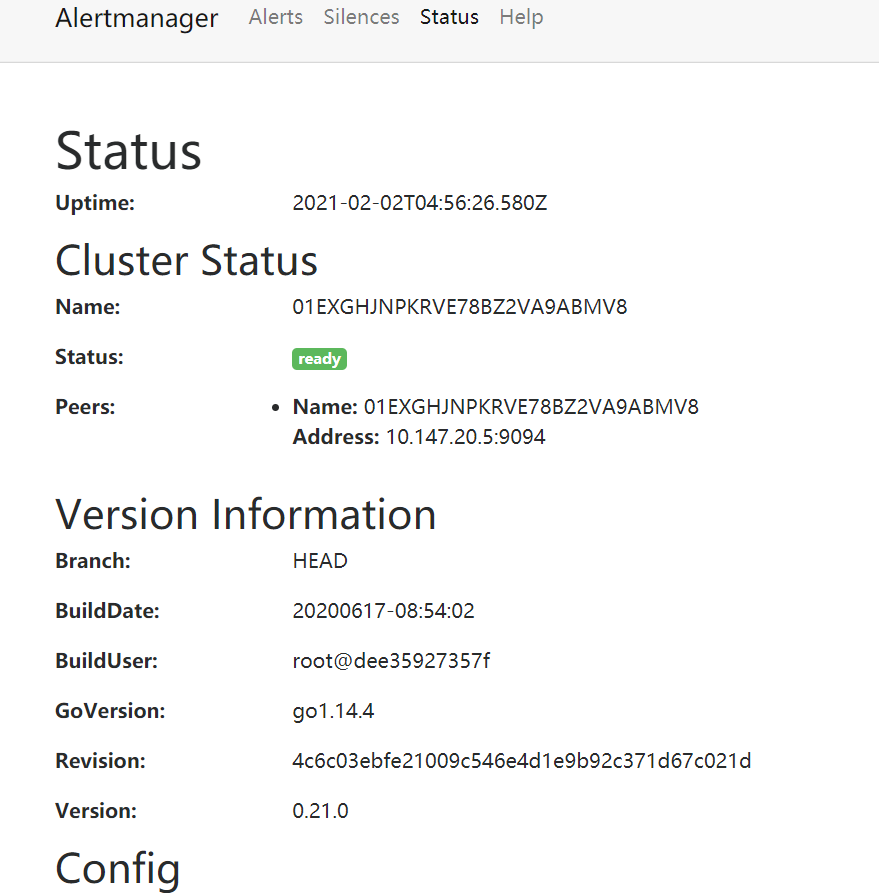 Alertmanager Alerts Silences Status Help
Status
Uptime: 2021-02-02T04:56:26.580Z
Cluster Status
Name: 01EXGHJNPKRVE78BZ2VA9ABMV8
Status: ready
Peers: • Name: 01EXGHJNPKRVE78BZ2VA9ABMV8
Address: 10.147.20.5:9094
Version Information
Branch: HEAD
BuildDate: 20200617-08:54:02
BuildUser: root@dee35927357f
GoVersion: go1.14.4
Revision: 4c6c03ebfe21009c546e4d1e9b92c371d67c021d
Version: 0.21.0
Config